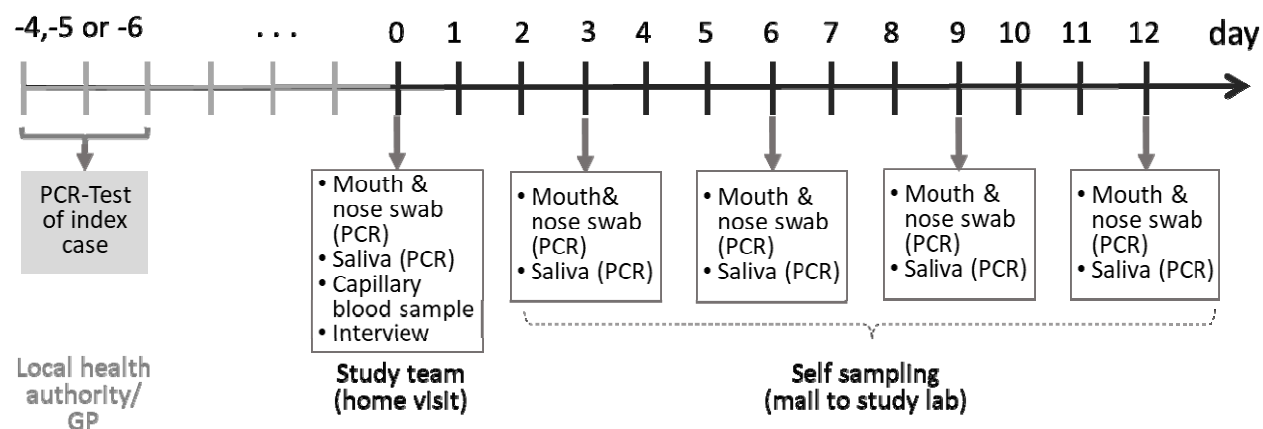 -4,-5 or -6 ... 0 1 2 3 4 5 6 7 8 9 10 11 12 day
PCR-Test
of index
case
• Mouth &
nose swab
(PCR)
• Saliva (PCR)
• Capillary
blood sample
• Interview
• Mouth&
nose swab
(PCR)
• Saliva (PCR)
• Mouth &
nose swab
(PCR)
• Saliva (PCR)
• Mouth &
nose swab
(PCR)
• Saliva (PCR)
• Mouth &
nose swab
(PCR)
• Saliva (PCR)
Local health
authority/
GP
Study team
(home visit)
Self sampling
(mail to study lab)